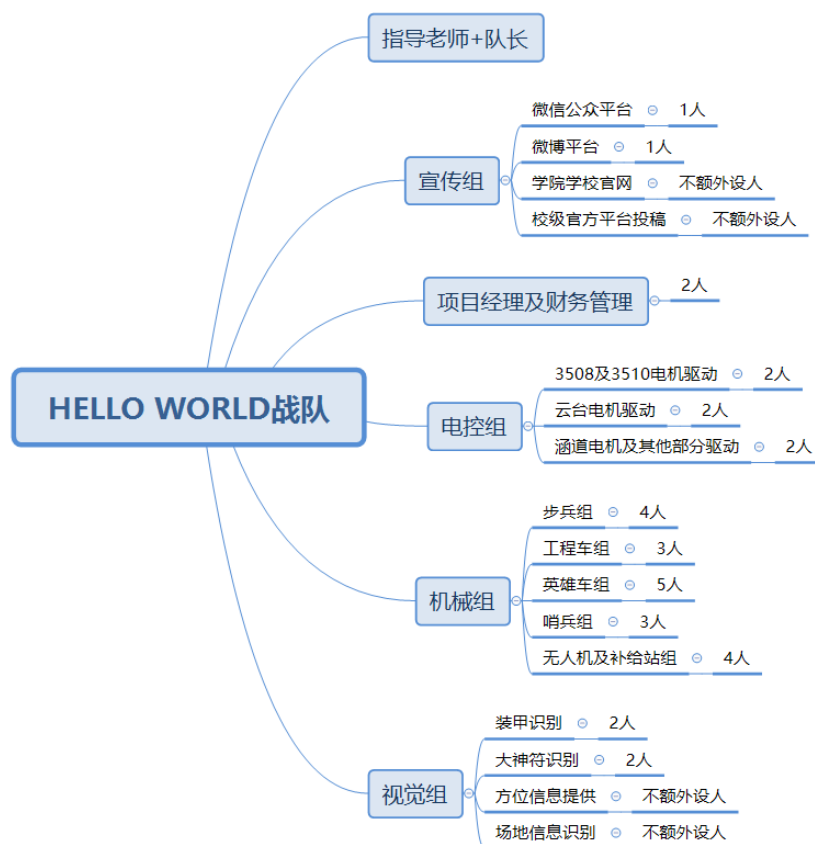 指导老师+队长
微信公众平台 1人
微博平台 1人
宣传组
学院学校官网 不额外设人
校级官方平台投稿 不额外设人
项目经理及财务管理 2人
HELLO WORLD战队
3508及3510电机驱动 2人
电控组
云台电机驱动 2人
涵道电机及其他部分驱动 2人
步兵组 4人
工程车组 3人
机械组
英雄车组 5人
哨兵组 3人
无人机及补给站组 4人
装甲识别 2人
大神符识别 2人
视觉组
方位信息提供 不额外设人
场地信息识别 不额外设人